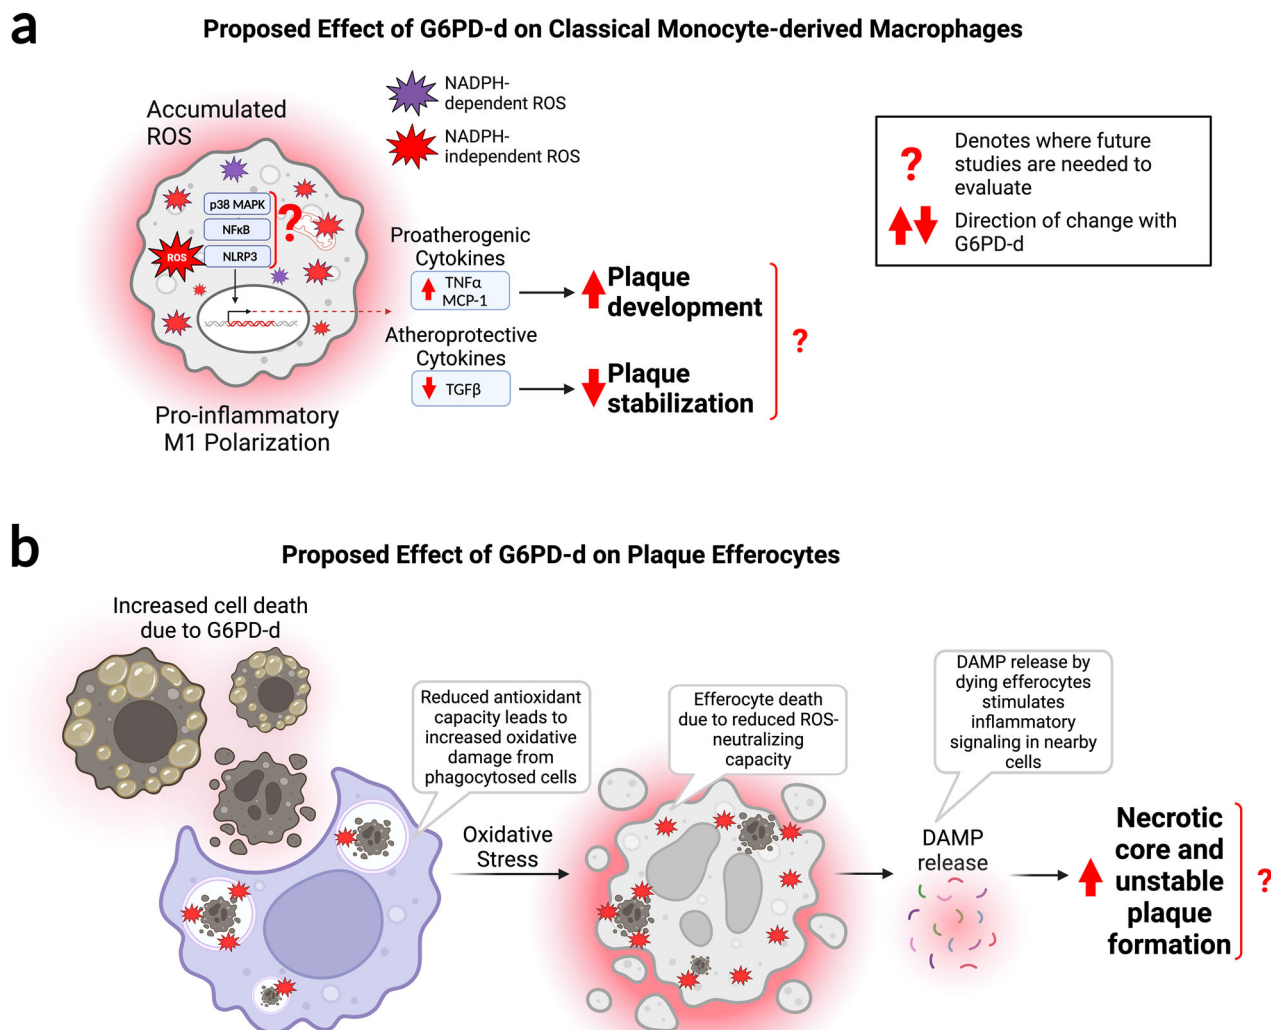 a
Proposed Effect of G6PD-d on Classical Monocyte-derived Macrophages
Accumulated
ROS
NADPH-
dependent ROS
NADPH-
independent ROS
p38 MAPK
NFκB
NLRP3
?
ROS
Pro-inflammatory
M1 Polarization
Proatherogenic
Cytokines
TNFα
MCP-1
Plaque
development
Atheroprotective
Cytokines
TGFβ
Plaque
stabilization
?
?
Denotes where future
studies are needed to
evaluate
Direction of change with
G6PD-d
b
Proposed Effect of G6PD-d on Plaque Efferocytes
Increased cell death
due to G6PD-d
Reduced antioxidant
capacity leads to
increased oxidative
damage from
phagocytosed cells
Oxidative
Stress
Efferocyte death
due to reduced ROS-
neutralizing
capacity
DAMP release by
dying efferocytes
stimulates
inflammatory
signaling in nearby
cells
DAMP
release
Necrotic
core and
unstable
plaque
formation
?